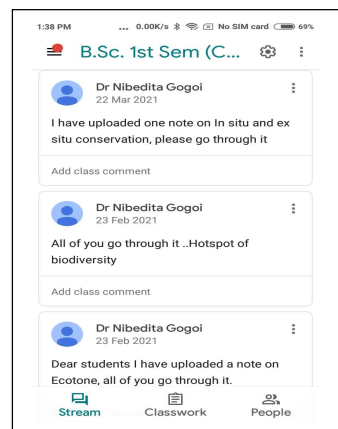 1:38 PM ... 0.00K/s No SIM card 69%
B.Sc. 1st Sem (C...
Dr Nibedita Gogoi
22 Mar 2021
I have uploaded one note on In situ and ex
situ conservation, please go through it
Add class comment
Dr Nibedita Gogoi
23 Feb 2021
All of you go through it ..Hotspot of
biodiversity
Add class comment
Dr Nibedita Gogoi
23 Feb 2021
Dear students I have uploaded a note on
Ecotone, all of you go through it.
Stream Classwork People